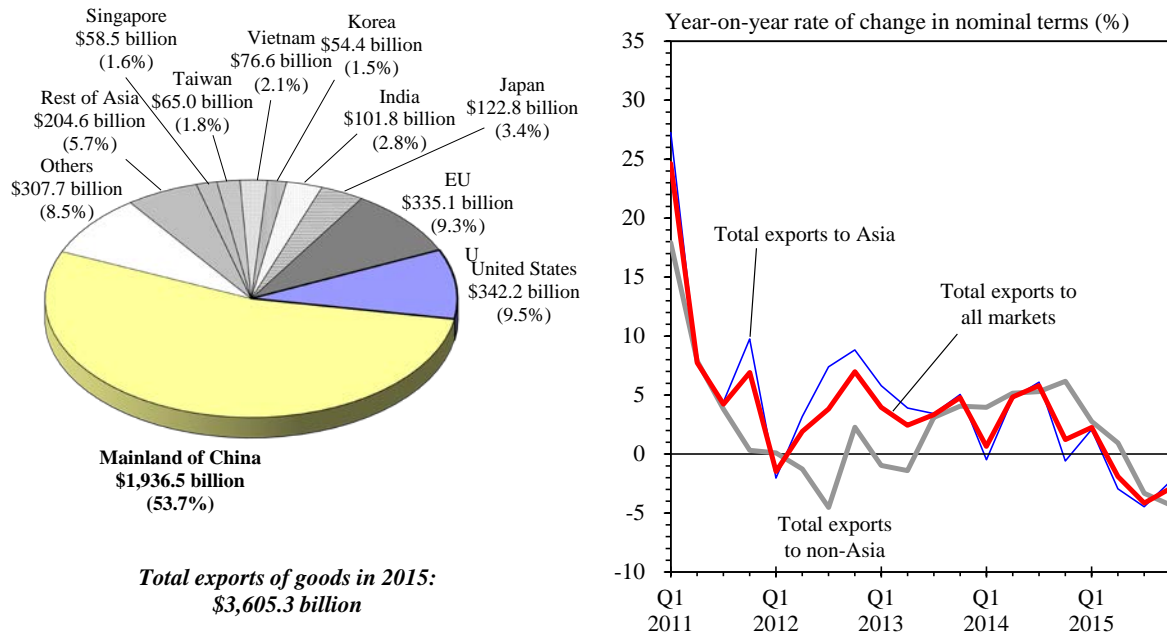 Singapore
$58.5 billion
(1.6%)
Vietnam
$76.6 billion
(2.1%)
Korea
$54.4 billion
(1.5%)
Taiwan
$65.0 billion
(1.8%)
India
$101.8 billion
(2.8%)
Japan
$122.8 billion
(3.4%)
Rest of Asia
$204.6 billion
(5.7%)
Others
$307.7 billion
(8.5%)
EU
$335.1 billion
(9.3%)
U
United States
$342.2 billion
(9.5%)
Mainland of China
$1,936.5 billion
(53.7%)
Total exports of goods in 2015:
$3,605.3 billion
Year-on-year rate of change in nominal terms (%)
35
30
25
20
15
10
5
0
-5
-10
Total exports to Asia
Total exports to
all markets
Total exports
to non-Asia
Q1 Q1 Q1 Q1 Q1
2011 2012 2013 2014 2015